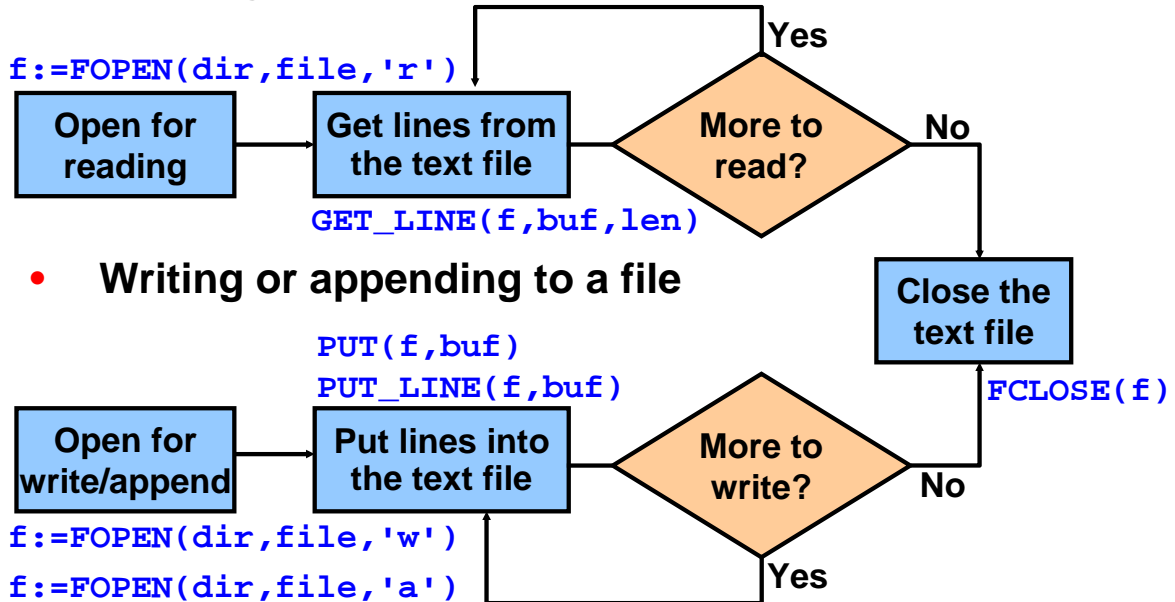 Yes
f:=FOPEN(dir,file,'r')
Open for
reading
Get lines from
the text file
More to
read?
No
GET_LINE(f,buf,len)
• Writing or appending to a file
Close the
text file
PUT(f,buf)
PUT_LINE(f,buf)
FCLOSE(f)
Open for
write/append
Put lines into
the text file
More to
write?
No
f:=FOPEN(dir,file,'w')
f:=FOPEN(dir,file,'a')
Yes